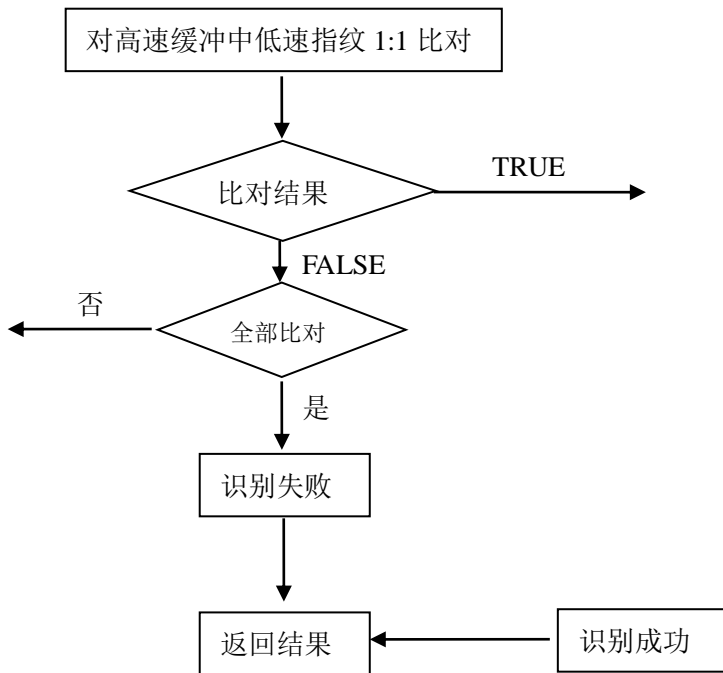 对高速缓冲中低速指纹 1:1 比对
TRUE
比对结果
FALSE
否
全部比对
是
识别失败
返回结果
识别成功